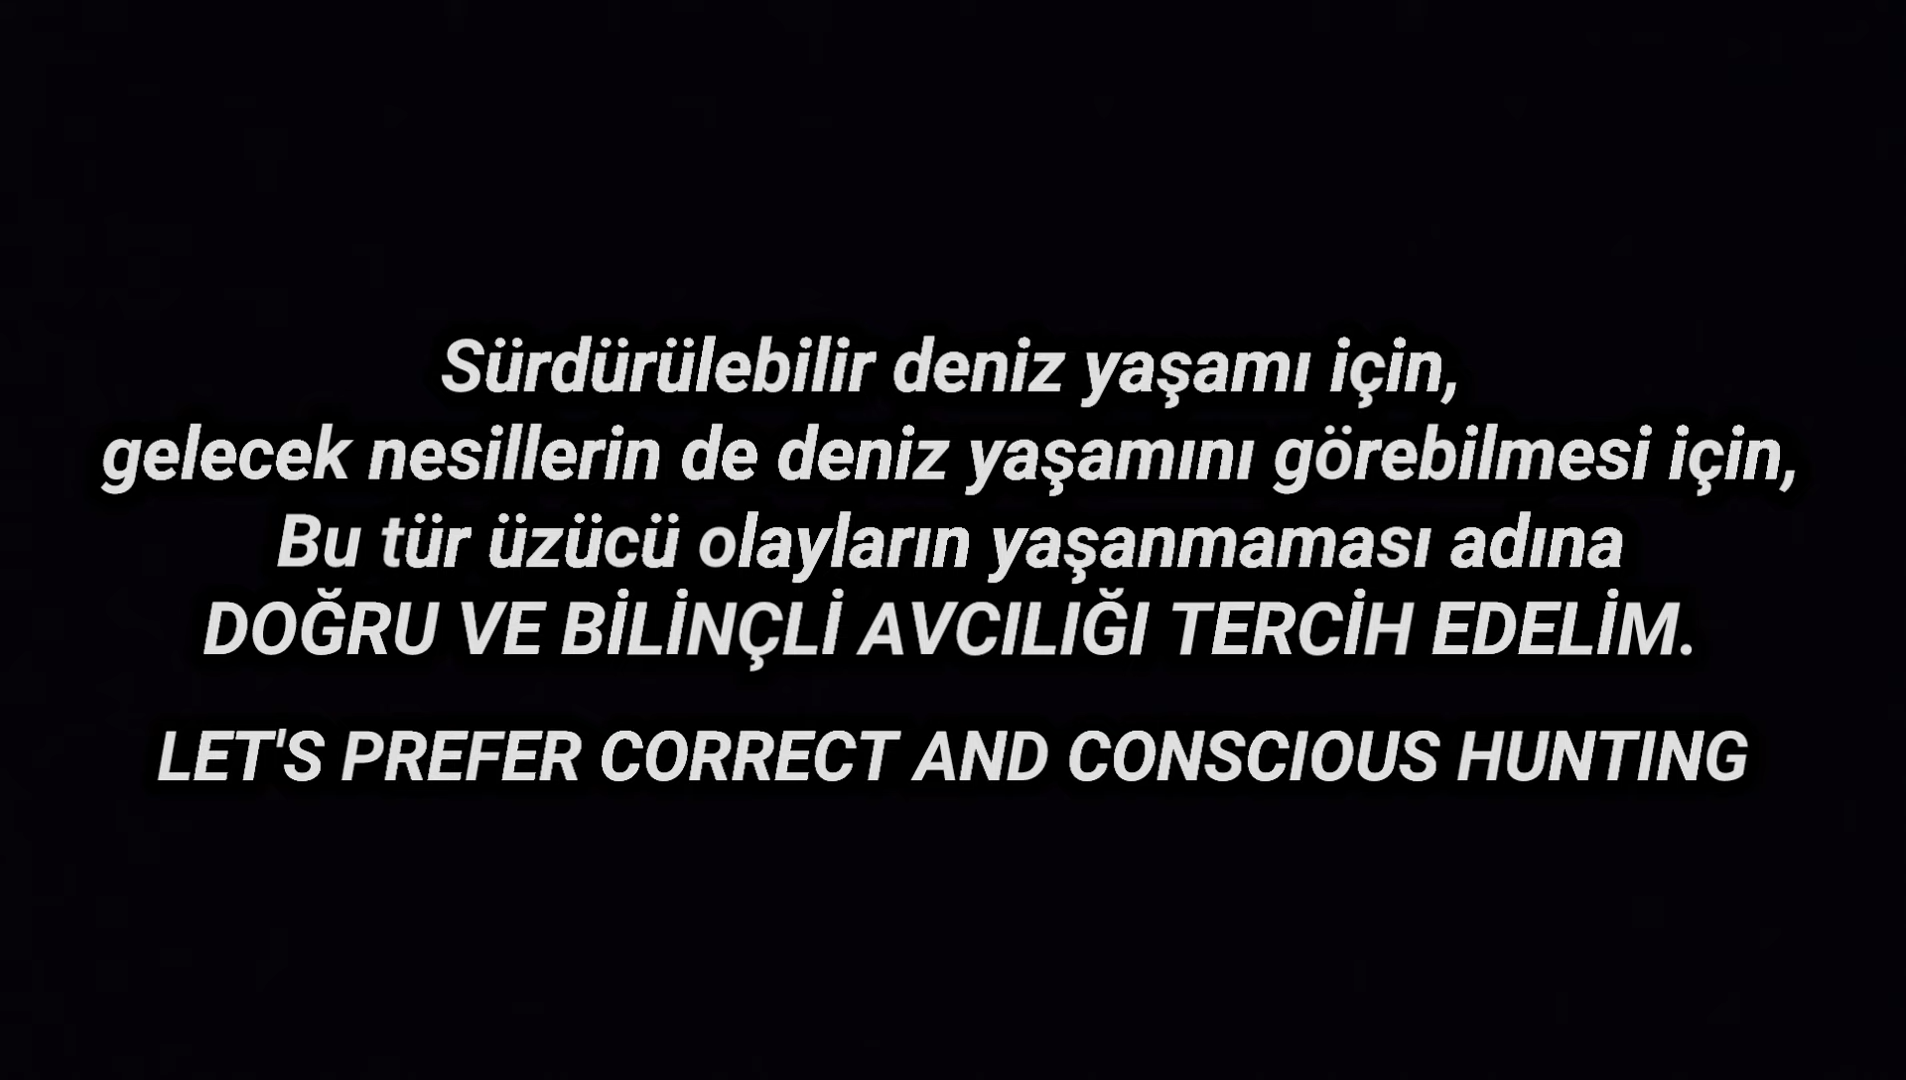 Sürdürülebilir deniz yaşamı için,
gelecek nesillerin de deniz yaşamını görebilmesi için,
Bu tür üzücü olayların yaşanmaması adına
DOĞRU VE BİLİNÇLİ AVCILIĞI TERCİH EDELİM.
LET'S PREFER CORRECT AND CONSCIOUS HUNTING